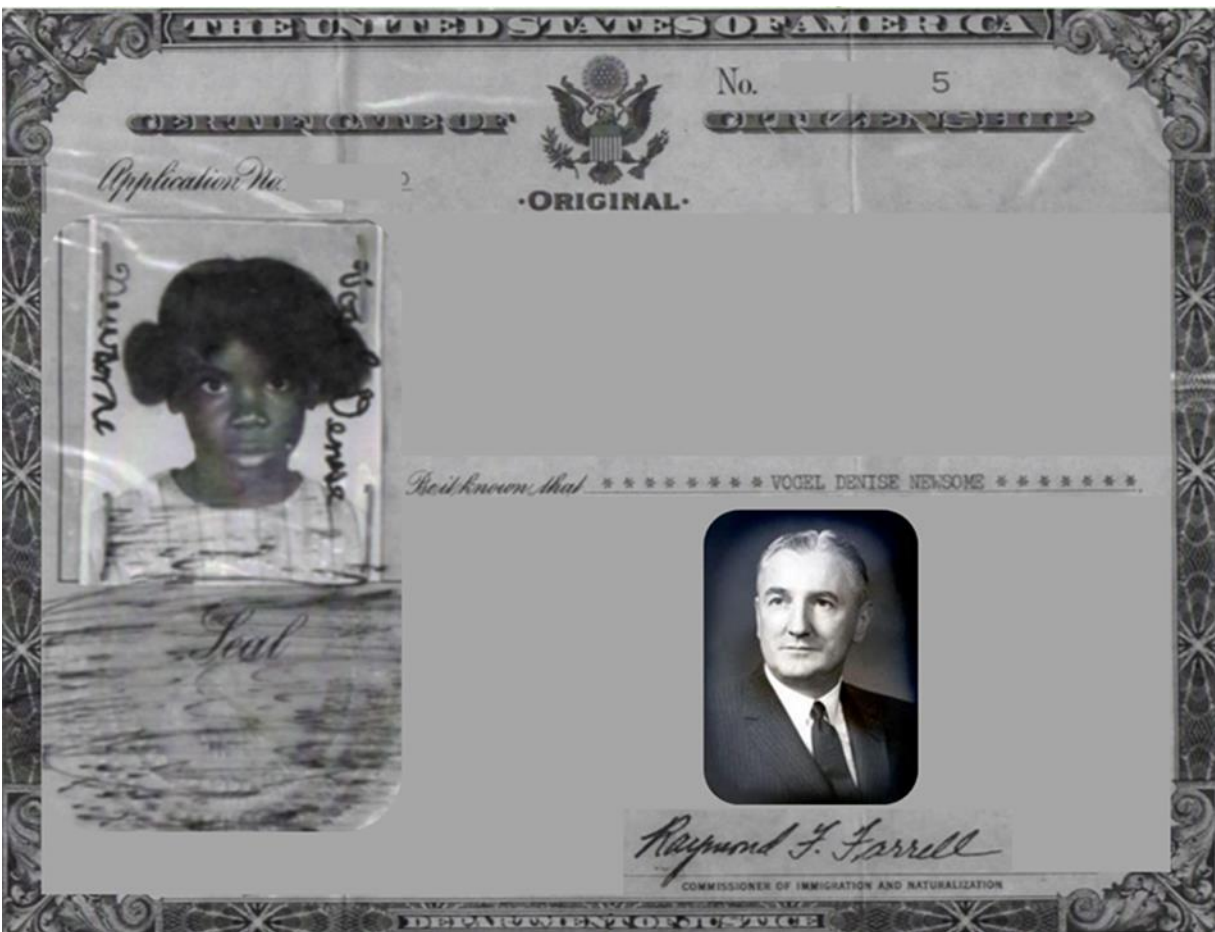 THE UNITED STATES OF AMERICA
No. 5
CERTIFICATE OF CITIZENSHIP
Application No.
·ORIGINAL·
Newsome
Vogel Denise
Be it known that * * * * * * * * VOGEL DENISE NEWSOME * * * * * * *
Seal
Raymond F. Farrell
COMMISSIONER OF IMMIGRATION AND NATURALIZATION
DEPARTMENT OF JUSTICE